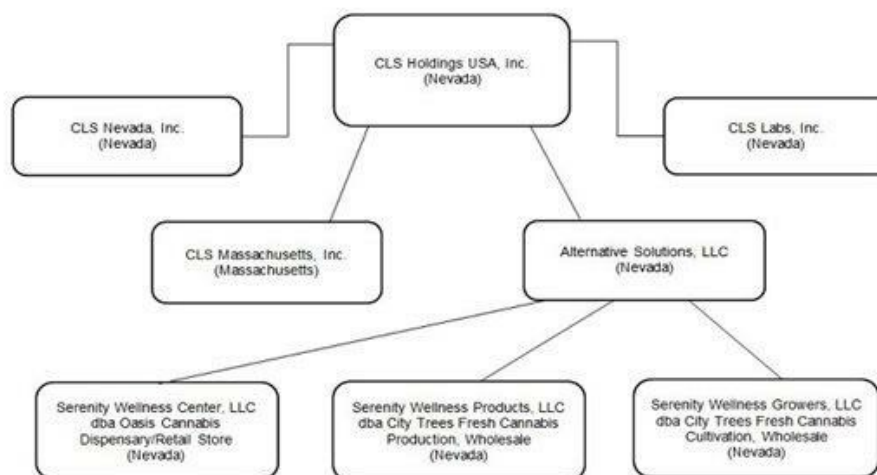 CLS Holdings USA, Inc.
(Nevada)
CLS Nevada, Inc.
(Nevada)
CLS Labs, Inc.
(Nevada)
CLS Massachusetts, Inc.
(Massachusetts)
Alternative Solutions, LLC
(Nevada)
Serenity Wellness Center, LLC
dba Oasis Cannabis
Dispensary/Retail Store
(Nevada)
Serenity Wellness Products, LLC
dba City Trees Fresh Cannabis
Production, Wholesale
(Nevada)
Serenity Wellness Growers, LLC
dba City Trees Fresh Cannabis
Cultivation, Wholesale
(Nevada)